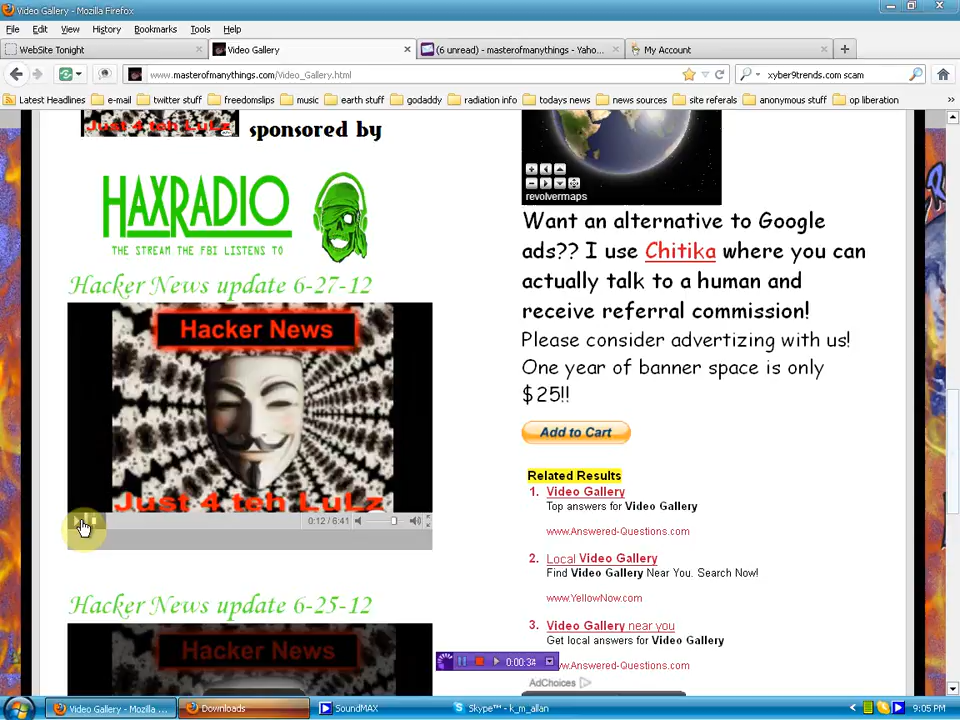 Video Gallery - Mozilla Firefox
File Edit View History Bookmarks Tools Help
WebSite Tonight
Video Gallery
(6 unread) - masterofmanythings - Yaho...
My Account
www.masterofmanythings.com/Video_Gallery.html
xyber9trends.com scam
Latest Headlines e-mail twitter stuff freedomslips music earth stuff godaddy radiation info todays news news sources site referals anonymous stuff op liberation
Just 4 teh LuLz
sponsored by
revolvermaps
HAXRADIO
THE STREAM THE FBI LISTENS TO
Hacker News update 6-27-12
Hacker News
Just 4 teh LuLz
0:12 / 6:41
Hacker News update 6-25-12
Hacker News
Want an alternative to Google
ads?? I use Chitika where you can
actually talk to a human and
receive referral commission!
Please consider advertizing with us!
One year of banner space is only
$25!!
Add to Cart
Related Results
1. Video Gallery
Top answers for Video Gallery
www.Answered-Questions.com
2. Local Video Gallery
Find Video Gallery Near You. Search Now!
www.YellowNow.com
3. Video Gallery near you
Get local answers for Video Gallery
ww.Answered-Questions.com
AdChoices
0:00:34
Video Gallery - Mozilla ...
Downloads
SoundMAX
Skype™ - k_m_allan
9:05 PM